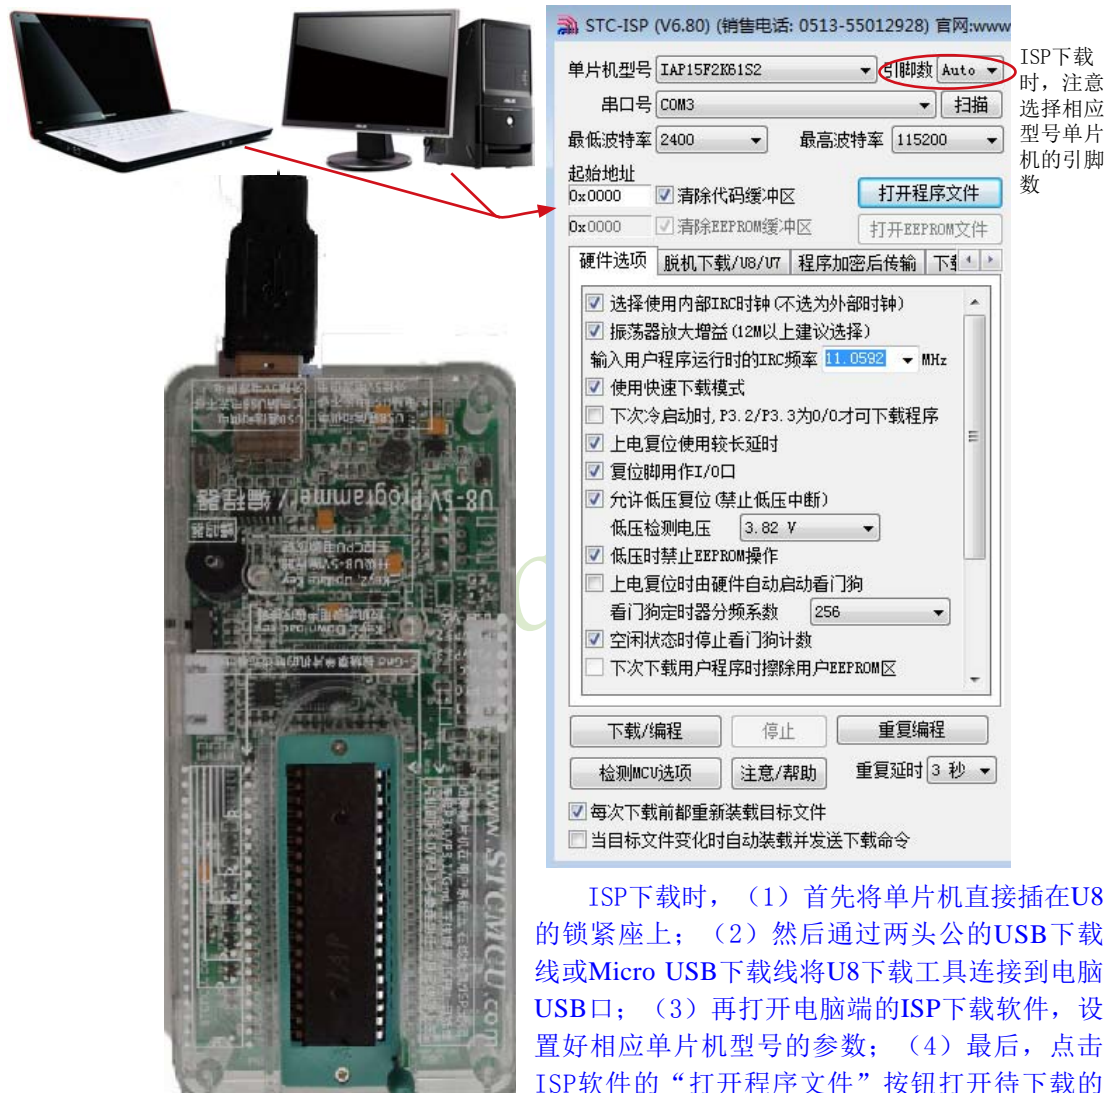 STC-ISP (V6.80) (销售电话: 0513-55012928) 官网:www
单片机型号 IAP15F2K61S2 引脚数 Auto
串口号 COM3 扫描
最低波特率 2400 最高波特率 115200
起始地址
0x0000 清除代码缓冲区 打开程序文件
0x0000 清除EEPROM缓冲区 打开EEPROM文件
硬件选项 脱机下载/U8/U7 程序加密后传输
选择使用内部IRC时钟(不选为外部时钟)
振荡器放大增益(12M以上建议选择)
输入用户程序运行时的IRC频率 11.0592 MHz
使用快速下载模式
下次冷启动时,P3.2/P3.3为0/0才可下载程序
上电复位使用较长延时
复位脚用作I/O口
允许低压复位(禁止低压中断)
低压检测电压 3.82 V
低压时禁止EEPROM操作
上电复位时由硬件自动启动看门狗
看门狗定时器分频系数 256
空闲状态时停止看门狗计数
下次下载用户程序时擦除用户EEPROM区
下载/编程 停止 重复编程
检测MCU选项 注意/帮助 重复延时 3 秒
每次下载前都重新装载目标文件
当目标文件变化时自动装载并发送下载命令
ISP下载
时，注意
选择相应
型号单片
机的引脚
数
U8-5V Programmer / 编程器
www.STCMCU.com
ISP下载时，（1）首先将单片机直接插在U8
的锁紧座上；（2）然后通过两头公的USB下载
线或Micro USB下载线将U8下载工具连接到电脑
USB口；（3）再打开电脑端的ISP下载软件，设
置好相应单片机型号的参数；（4）最后，点击
ISP软件的“打开程序文件”按钮打开待下载的